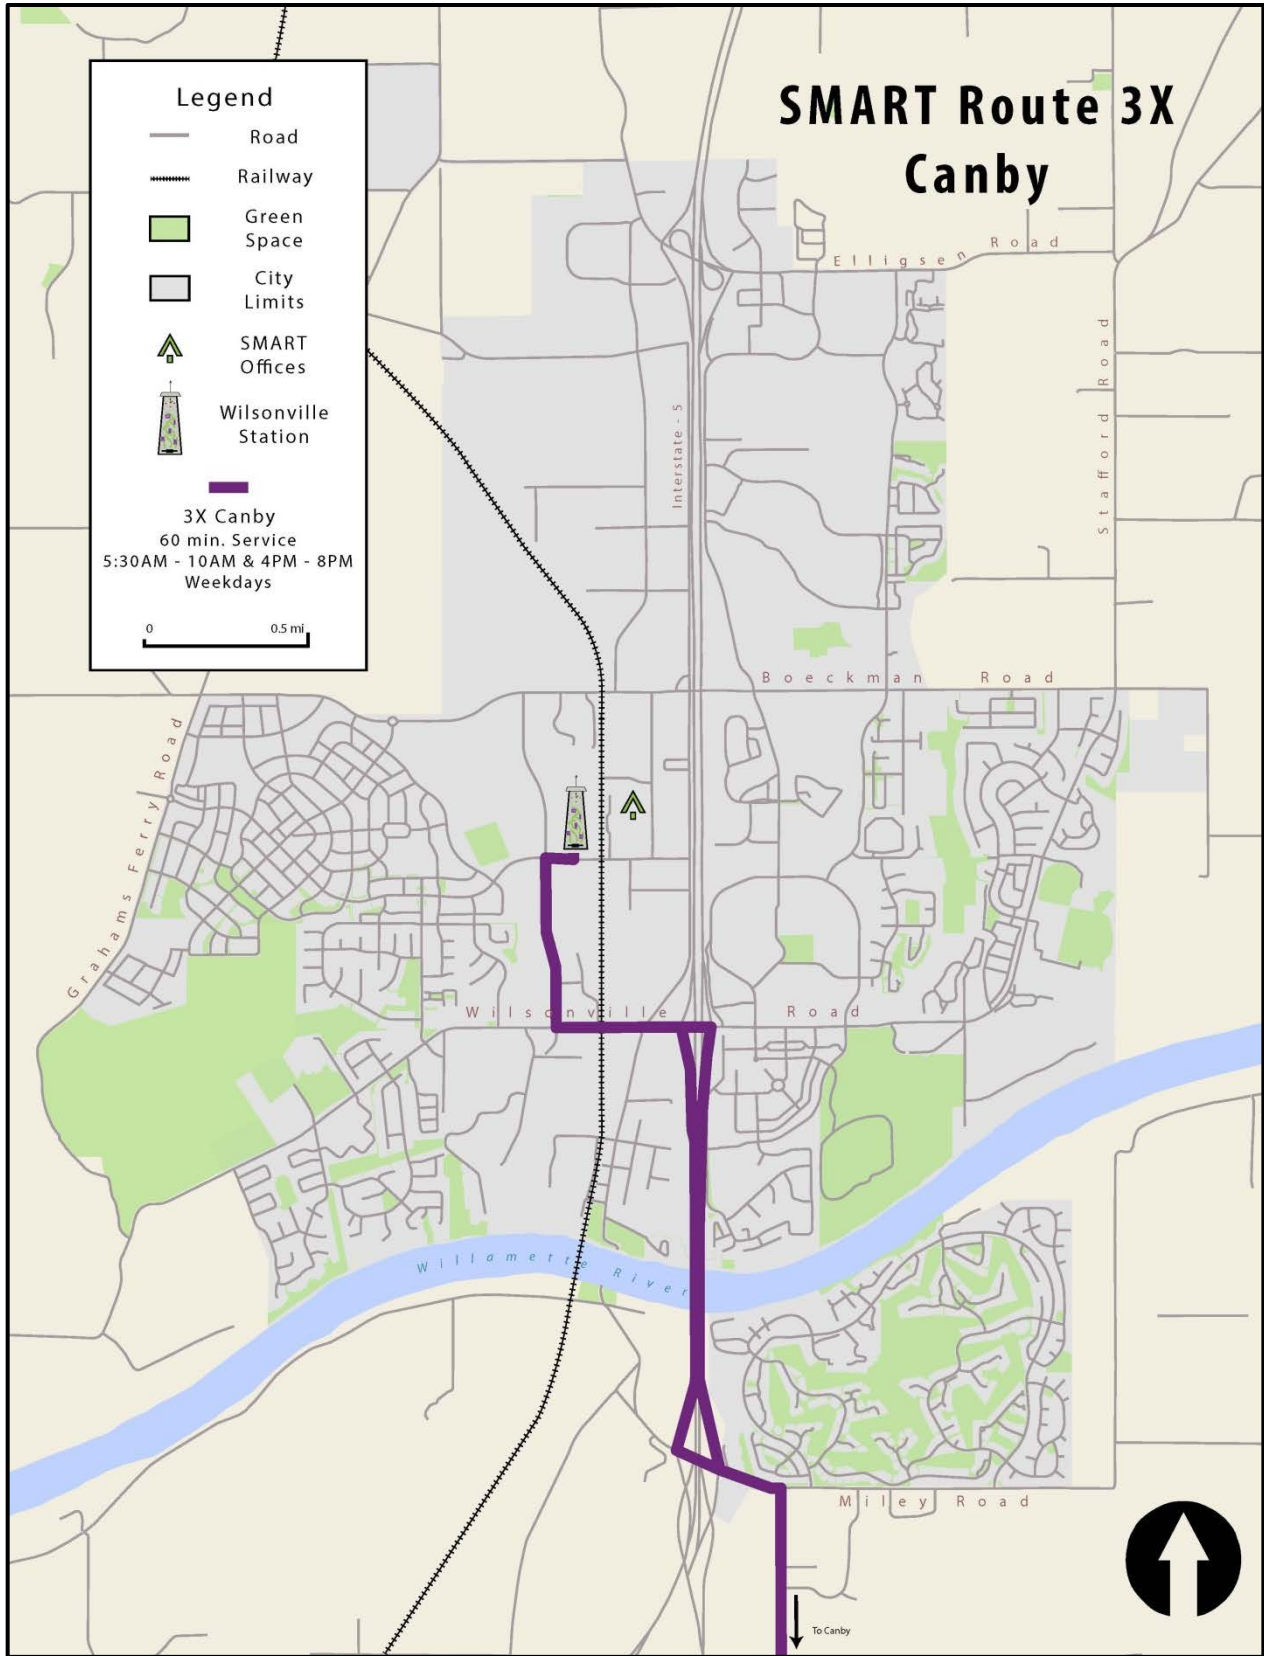 SMART Route 3X
Canby
Legend
Road
Railway
Green
Space
City
Limits
SMART
Offices
Wilsonville
Station
3X Canby
60 min. Service
5:30AM - 10AM & 4PM - 8PM
Weekdays
0 0.5 mi
Elligsen Road
Stafford Road
Interstate - 5
Boeckman Road
Grahams Ferry Road
Wilsonville Road
Willamette River
Miley Road
To Canby